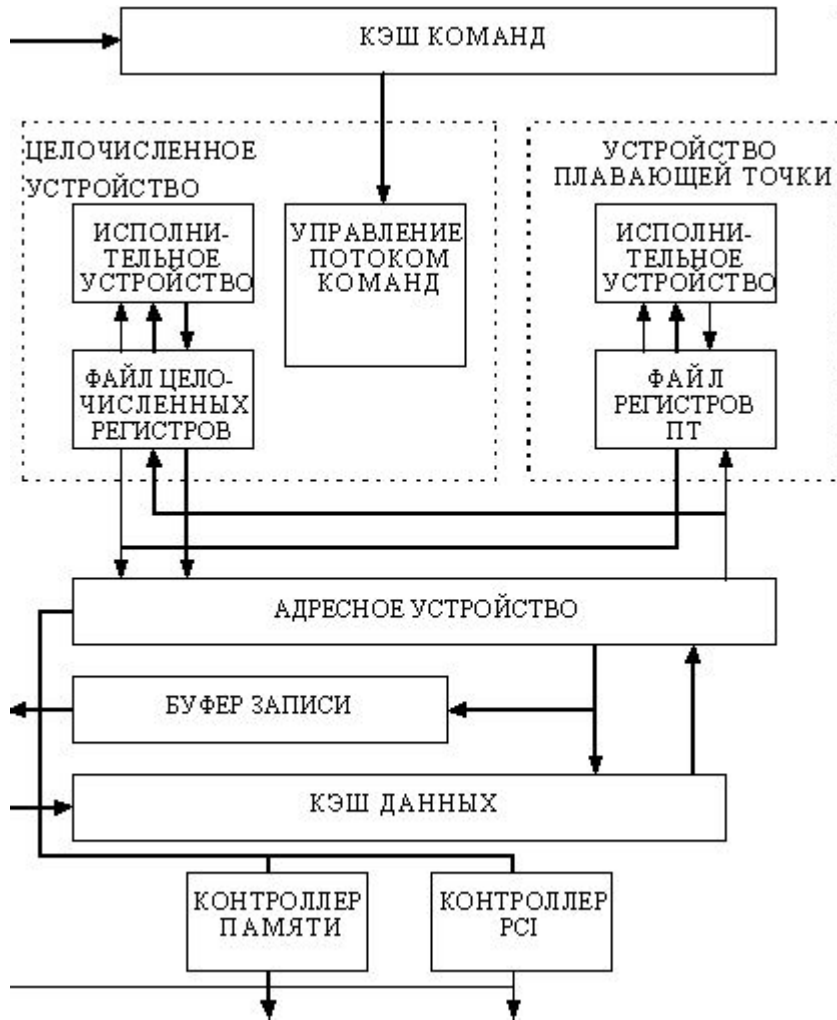 КЭШ КОМАНД
ЦЕЛОЧИСЛЕННОЕ
УСТРОЙСТВО
ИСПОЛНИ-
ТЕЛЬНОЕ
УСТРОЙСТВО
УПРАВЛЕНИЕ
ПОТОКОМ
КОМАНД
УСТРОЙСТВО
ПЛАВАЮЩЕЙ ТОЧКИ
ИСПОЛНИ-
ТЕЛЬНОЕ
УСТРОЙСТВО
ФАЙЛ ЦЕЛО-
ЧИСЛЕННЫХ
РЕГИСТРОВ
ФАЙЛ
РЕГИСТРОВ
ПТ
АДРЕСНОЕ УСТРОЙСТВО
БУФЕР ЗАПИСИ
КЭШ ДАННЫХ
КОНТРОЛЛЕР
ПАМЯТИ
КОНТРОЛЛЕР
PCI